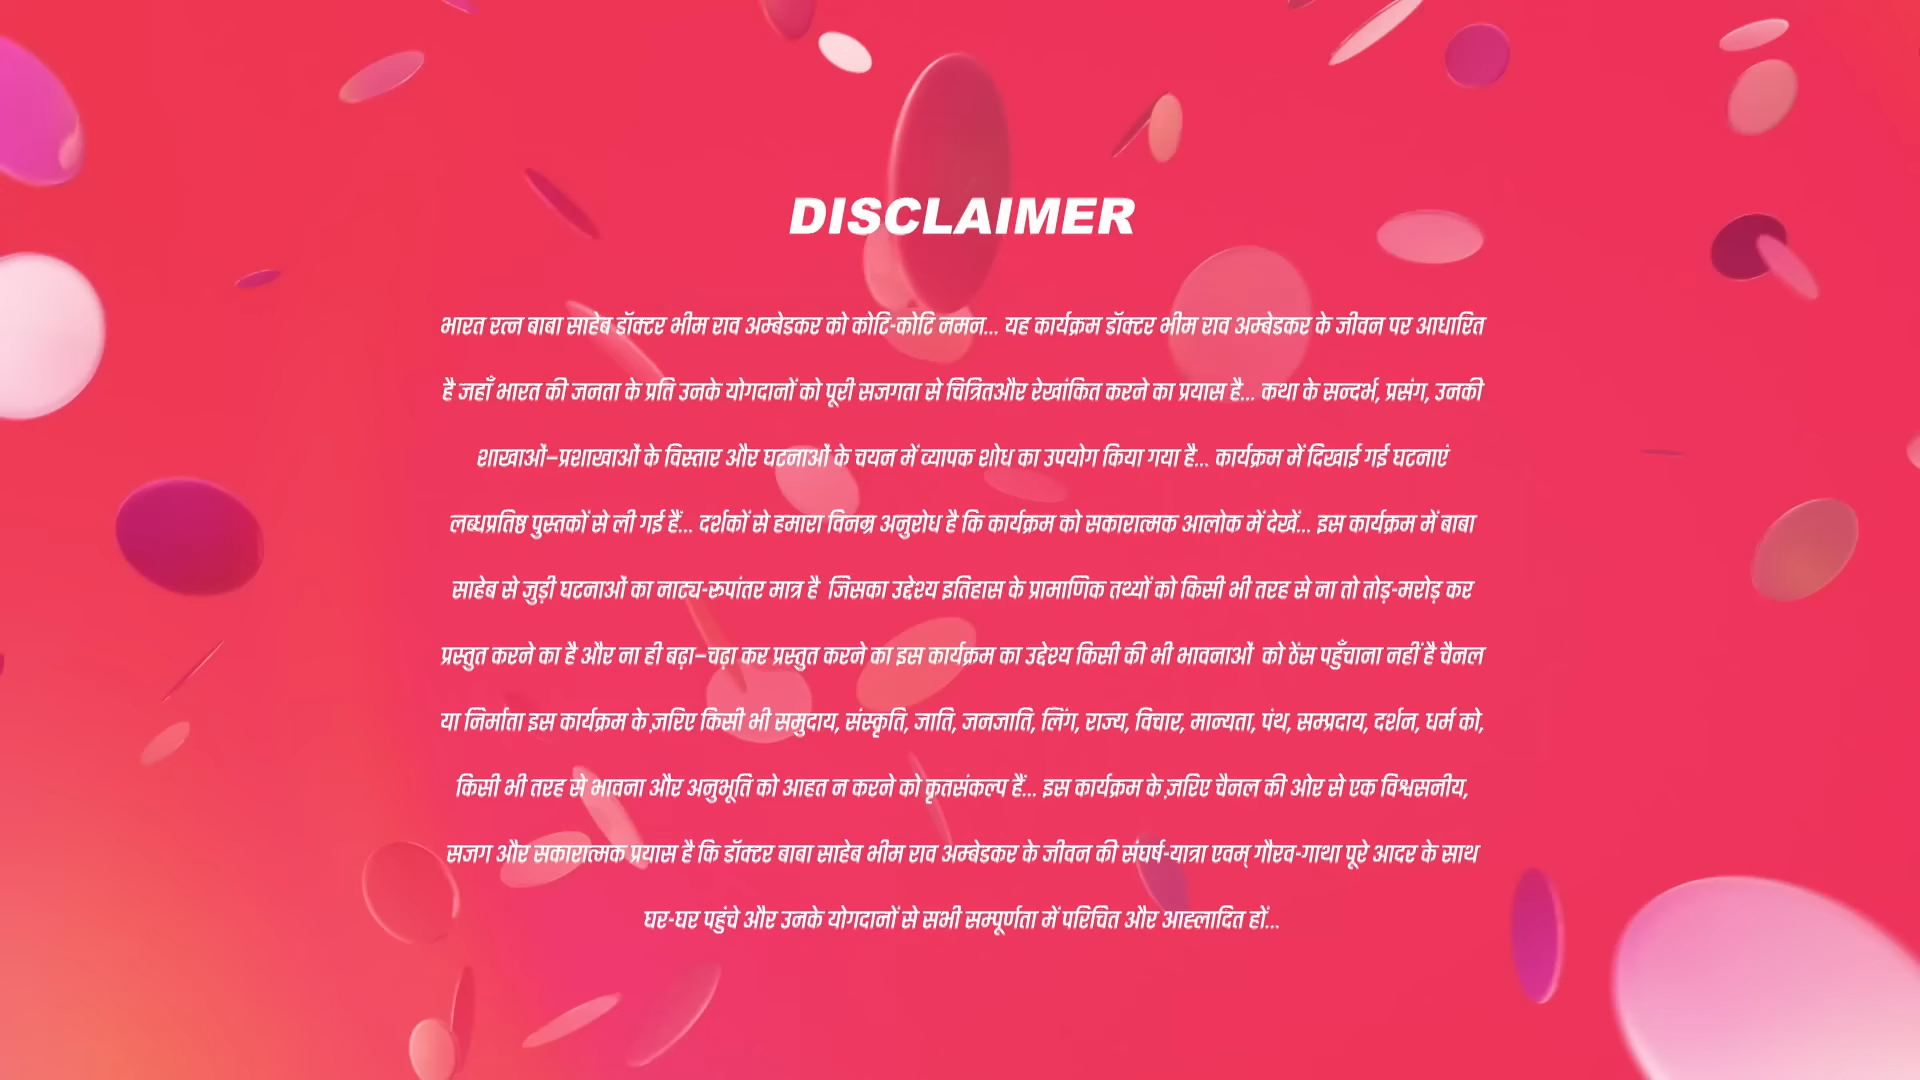 DISCLAIMER
भारत रत्न बाबा साहेब डॉक्टर भीम राव अम्बेडकर को कोटि-कोटि नमन... यह कार्यक्रम डॉक्टर भीम राव अम्बेडकर के जीवन पर आधारित
है जहाँ भारत की जनता के प्रति उनके योगदानों को पूरी सजगता से चित्रितऔर रेखांकित करने का प्रयास है... कथा के सन्दर्भ, प्रसंग, उनकी
शाखाओं–प्रशाखाओं के विस्तार और घटनाओं के चयन में व्यापक शोध का उपयोग किया गया है... कार्यक्रम में दिखाई गई घटनाएं
लब्धप्रतिष्ठ पुस्तकों से ली गई हैं... दर्शकों से हमारा विनम्र अनुरोध है कि कार्यक्रम को सकारात्मक आलोक में देखें... इस कार्यक्रम में बाबा
साहेब से जुड़ी घटनाओं का नाट्य-रूपांतर मात्र है जिसका उद्देश्य इतिहास के प्रामाणिक तथ्यों को किसी भी तरह से ना तो तोड़-मरोड़ कर
प्रस्तुत करने का है और ना ही बढ़ा–चढ़ा कर प्रस्तुत करने का इस कार्यक्रम का उद्देश्य किसी की भी भावनाओं को ठेंस पहुँचाना नहीं है चैनल
या निर्माता इस कार्यक्रम के ज़रिए किसी भी समुदाय, संस्कृति, जाति, जनजाति, लिंग, राज्य, विचार, मान्यता, पंथ, सम्प्रदाय, दर्शन, धर्म को,
किसी भी तरह से भावना और अनुभूति को आहत न करने को कृतसंकल्प हैं... इस कार्यक्रम के ज़रिए चैनल की ओर से एक विश्वसनीय,
सजग और सकारात्मक प्रयास है कि डॉक्टर बाबा साहेब भीम राव अम्बेडकर के जीवन की संघर्ष-यात्रा एवम् गौरव-गाथा पूरे आदर के साथ
घर-घर पहुंचे और उनके योगदानों से सभी सम्पूर्णता में परिचित और आह्लादित हों...